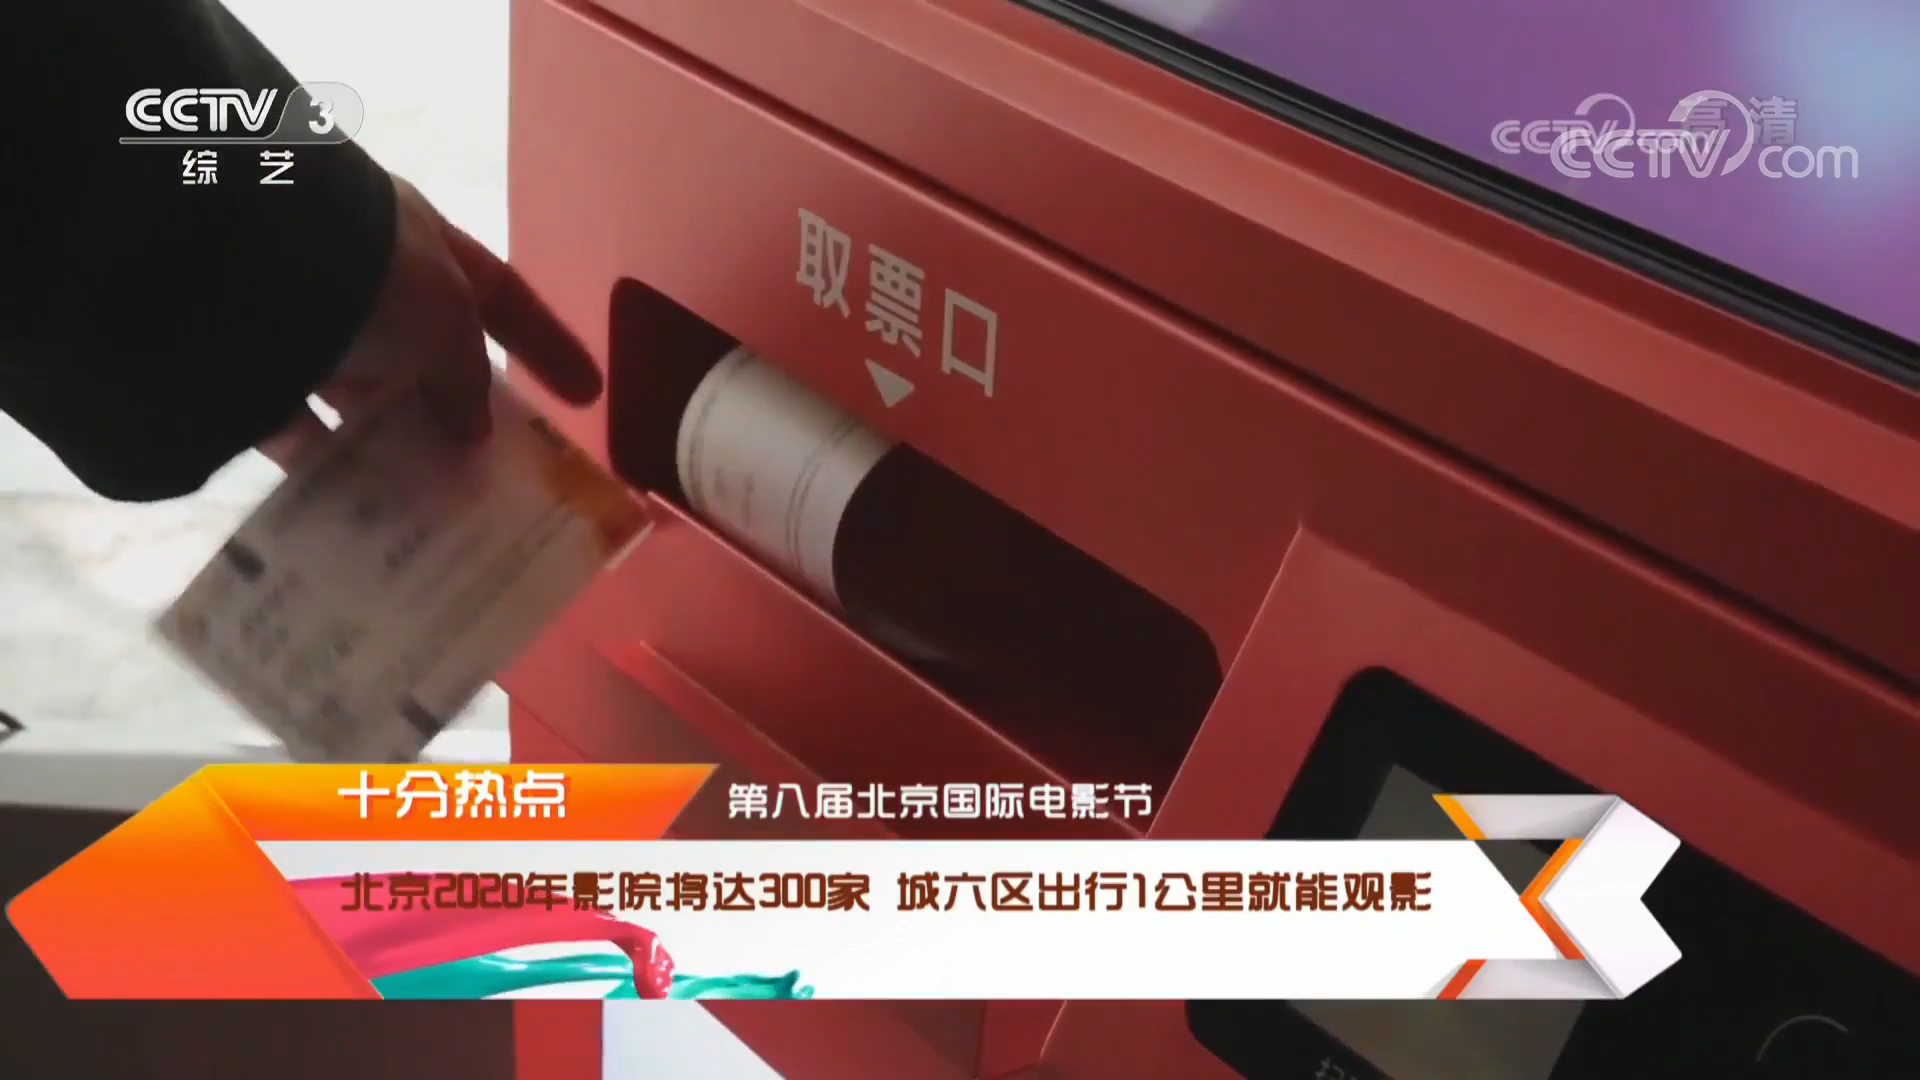 CCTV 3
综艺
高清
CCTV.com
CCTV com
取票口
十分热点
第八届北京国际电影节
北京2020年影院将达300家 城六区出行1公里就能观影